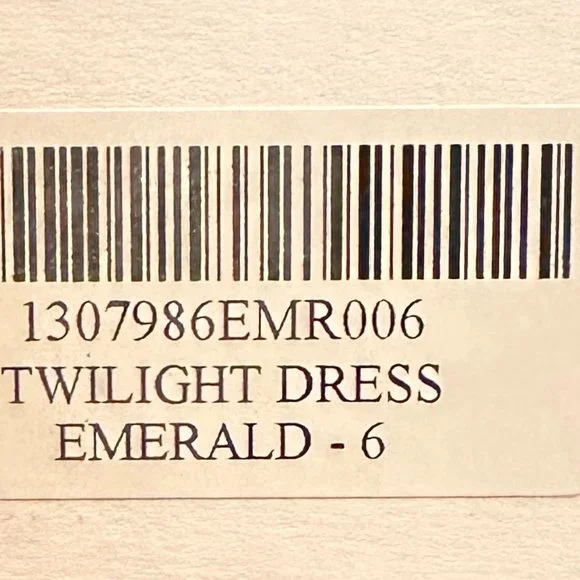 1307986EMR006
TWILIGHT DRESS
EMERALD - 6